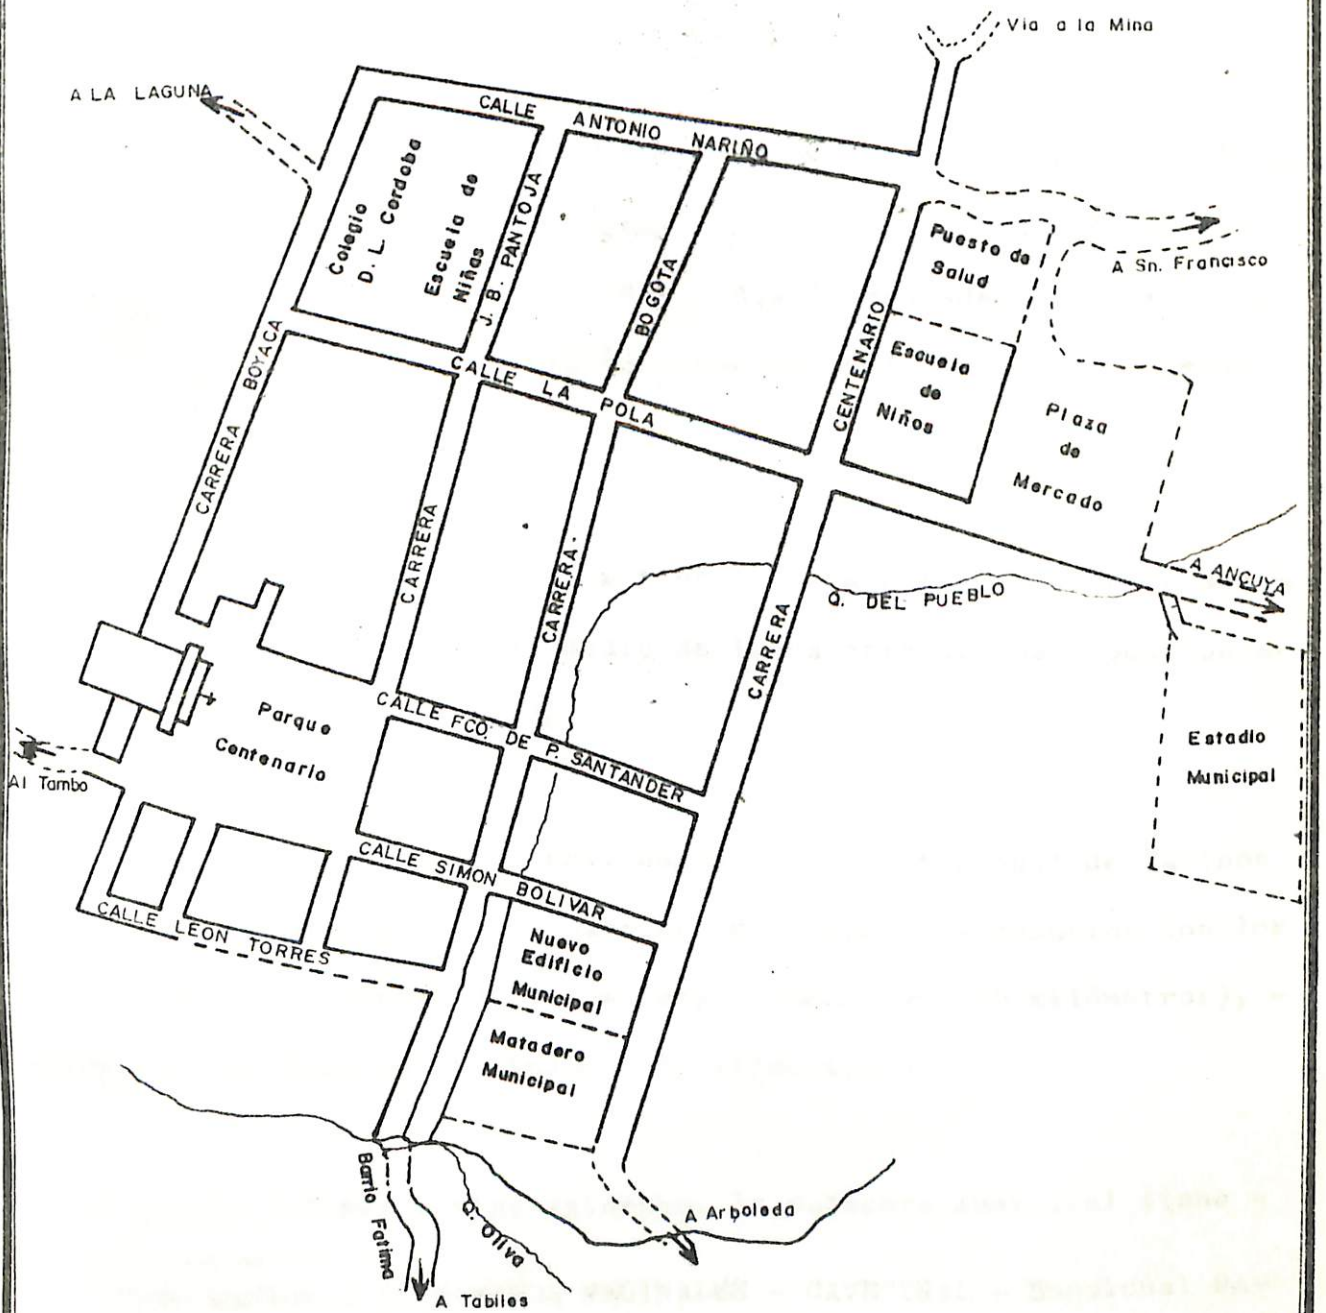 Via a la Mina
A LA LAGUNA
CALLE ANTONIO NARIÑO
Colegio
D. L. Cordoba
Escuela de
Niñas
J. B. PANTOJA
BOGOTA
CENTENARIO
Puesto de
Salud
A Sn. Francisco
Escuela
de
Niños
Plaza
de
Mercado
CARRERA BOYACA
CALLE LA POLA
CARRERA
CARRERA
CARRERA
Q. DEL PUEBLO
A ANCUYA
Estadio
Municipal
Parque
Centenario
CALLE FCO. DE P. SANTANDER
Al Tambo
CALLE SIMON BOLIVAR
CALLE LEON TORRES
Nuevo
Edificio
Municipal
Matadero
Municipal
Barrio Fatima
Q. Oliva
A Arboleda
A Tabiles